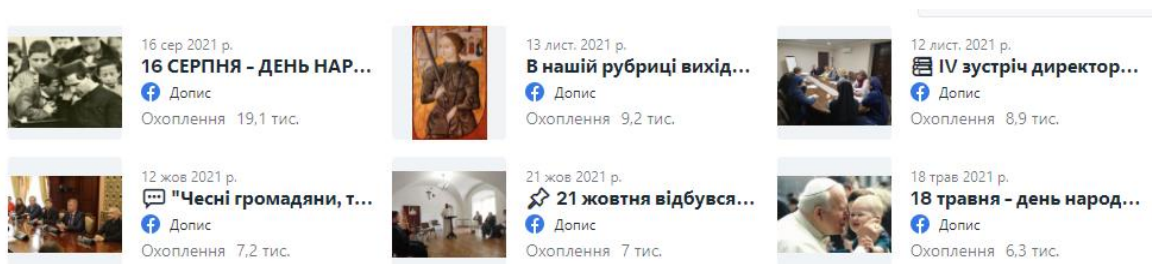 16 сер 2021 р.
16 СЕРПНЯ – ДЕНЬ НАР...
Допис
Охоплення 19,1 тис.
13 лист. 2021 р.
В нашій рубриці вихід...
Допис
Охоплення 9,2 тис.
12 лист. 2021 р.
IV зустріч директор...
Допис
Охоплення 8,9 тис.
12 жов 2021 р.
"Чесні громадяни, т...
Допис
Охоплення 7,2 тис.
21 жов 2021 р.
21 жовтня відбувся...
Допис
Охоплення 7 тис.
18 трав 2021 р.
18 травня – день народ...
Допис
Охоплення 6,3 тис.